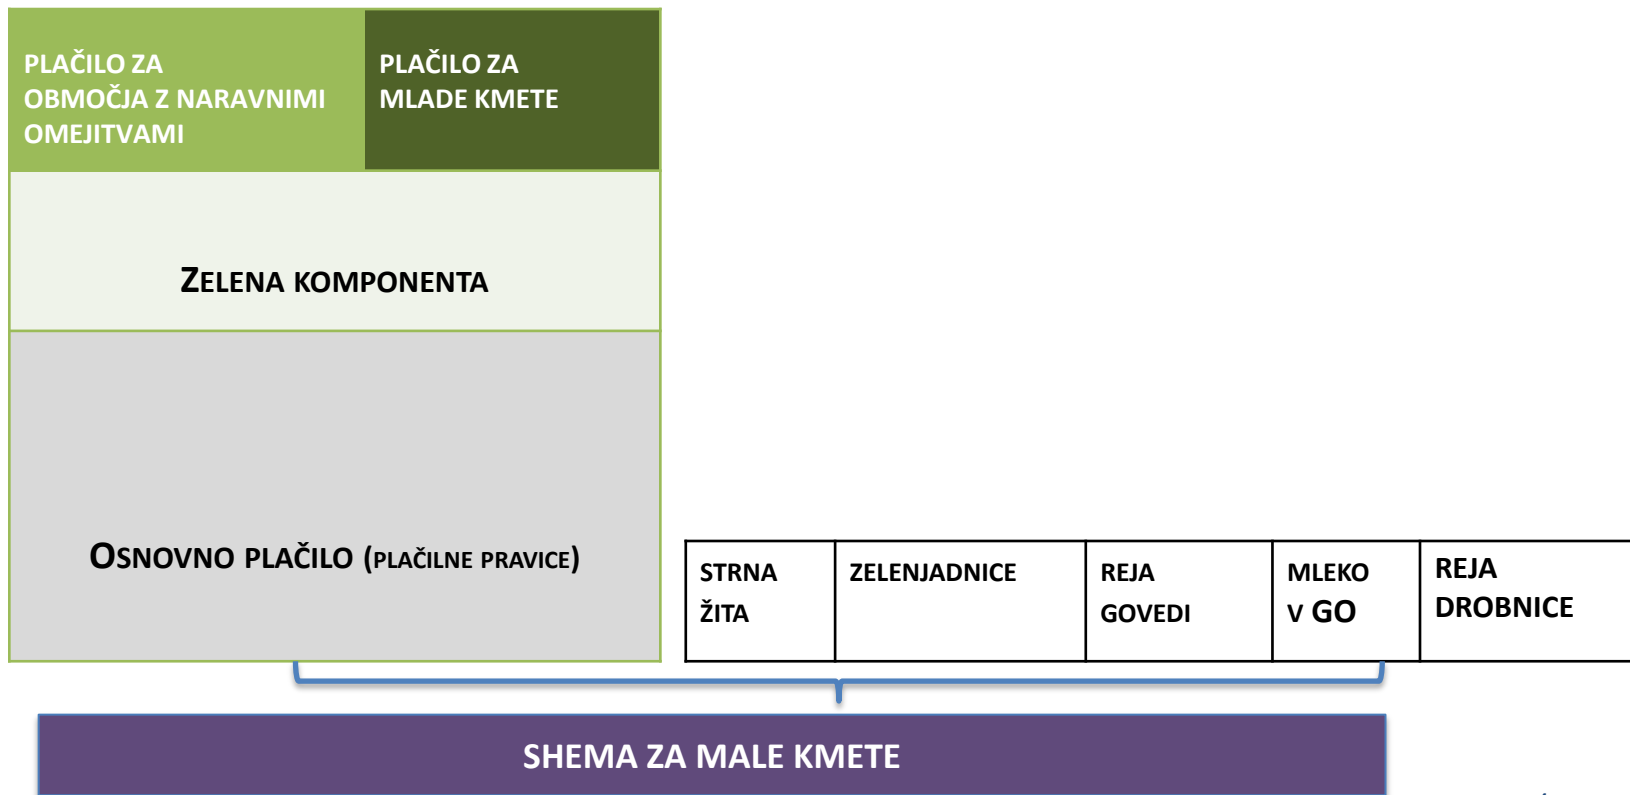 PLAČILO ZA
OBMOČJA Z NARAVNIMI
OMEJITVAMI
PLAČILO ZA
MLADE KMETE
ZELENA KOMPONENTA
OSNOVNO PLAČILO (PLAČILNE PRAVICE)
STRNA
ŽITA
ZELENJADNICE
REJA
GOVEDI
MLEKO
V GO
REJA
DROBNICE
SHEMA ZA MALE KMETE